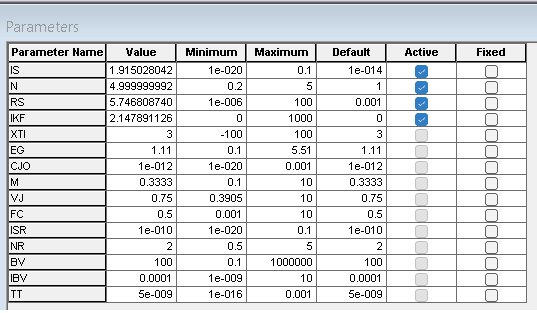 Parameters
Parameter Name Value Minimum Maximum Default Active Fixed
IS 1.915028042 1e-020 0.1 1e-014
N 4.999999992 0.2 5 1
RS 5.746808740 1e-006 100 0.001
IKF 2.147891126 0 1000 0
XTI 3 -100 100 3
EG 1.11 0.1 5.51 1.11
CJO 1e-012 1e-020 0.001 1e-012
M 0.3333 0.1 10 0.3333
VJ 0.75 0.3905 10 0.75
FC 0.5 0.001 10 0.5
ISR 1e-010 1e-020 0.1 1e-010
NR 2 0.5 5 2
BV 100 0.1 1000000 100
IBV 0.0001 1e-009 10 0.0001
TT 5e-009 1e-016 0.001 5e-009